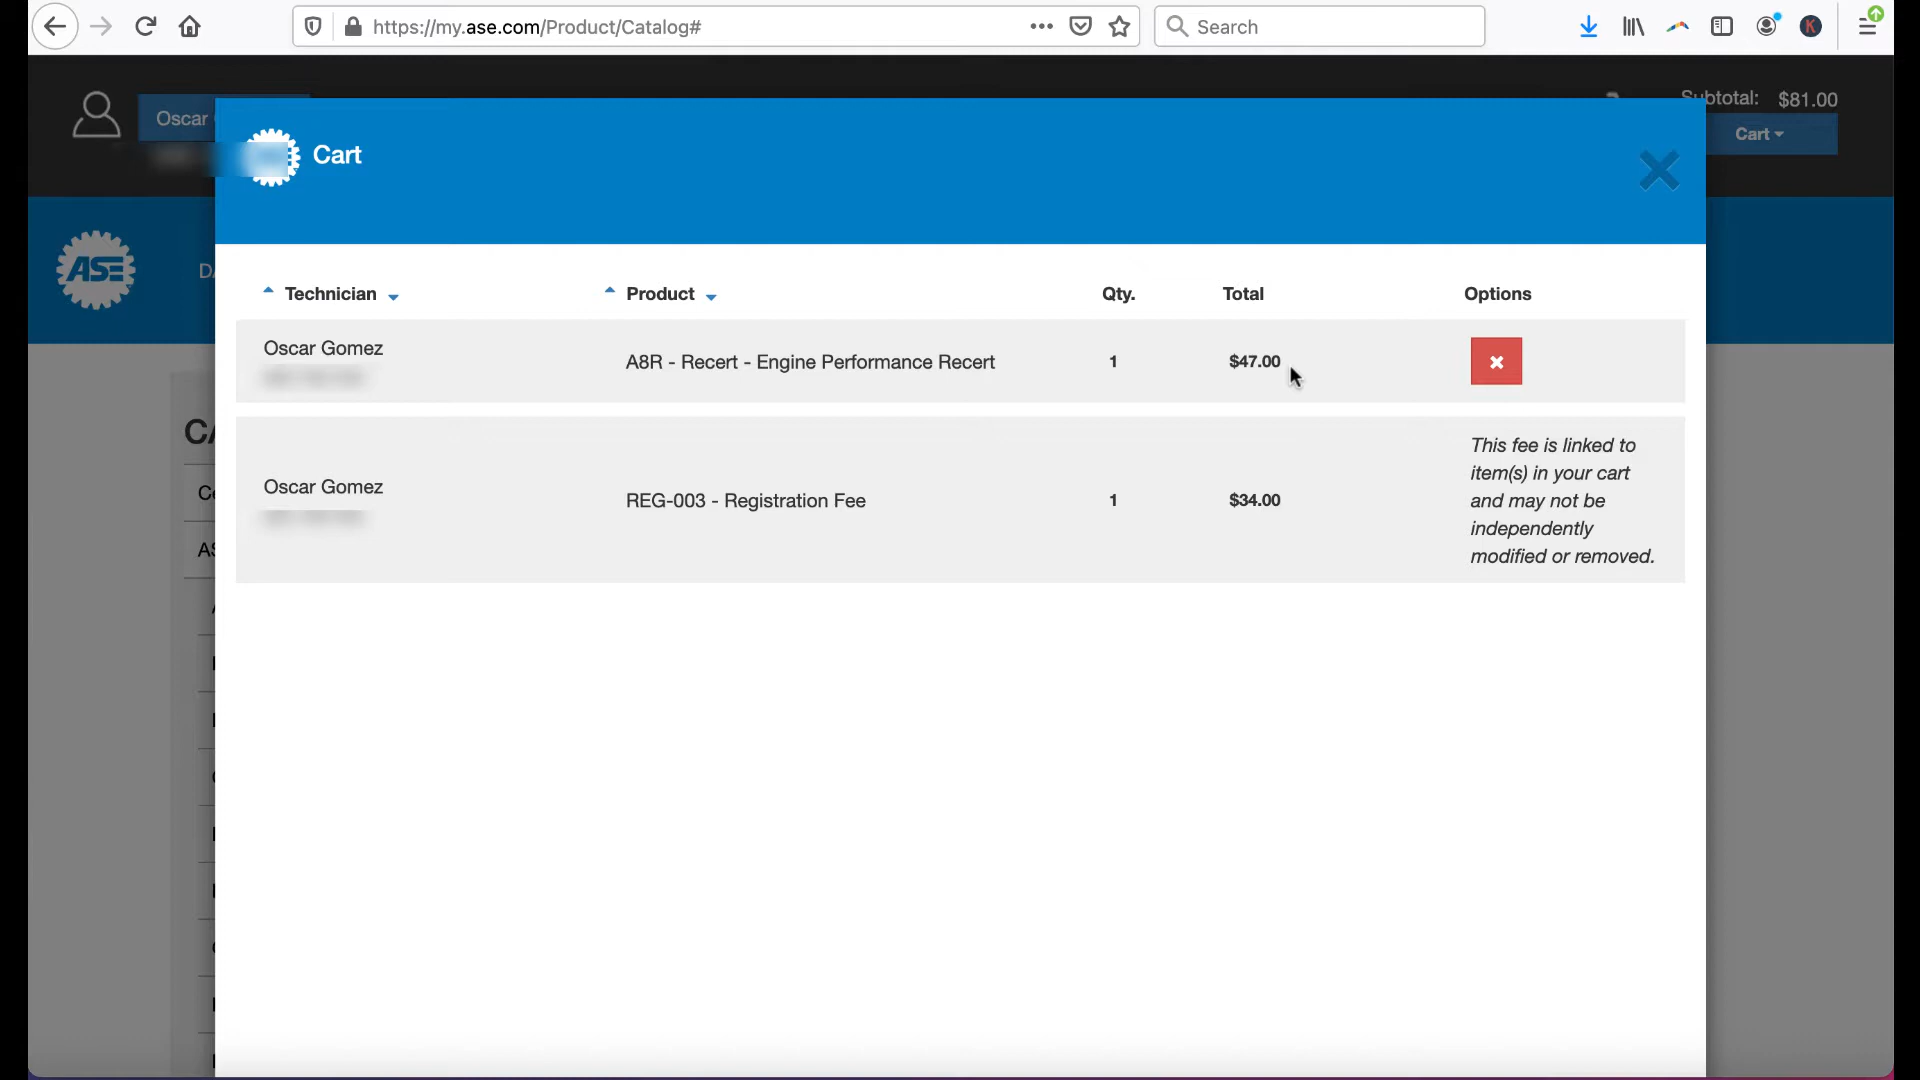 https://my.ase.com/Product/Catalog#
Search
Oscar
Subtotal: $81.00
Cart
Cart
ASE
Technician Product Qty. Total Options
Oscar Gomez
A8R - Recert - Engine Performance Recert 1 $47.00
Oscar Gomez
REG-003 - Registration Fee 1 $34.00
This fee is linked to
item(s) in your cart
and may not be
independently
modified or removed.